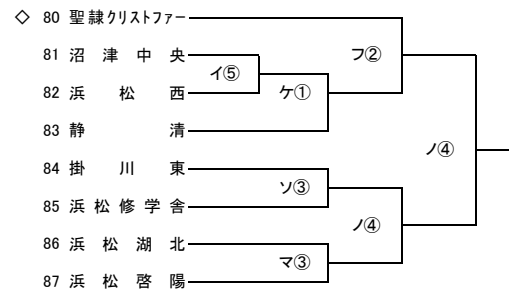 ◇ 80 聖隷クリストファー
81 沼津中央
82 浜松西
83 静清
84 掛川東
85 浜松修学舎
86 浜松湖北
87 浜松啓陽
イ⑤
ケ①
フ②
ソ③
マ③
ノ④
ノ④